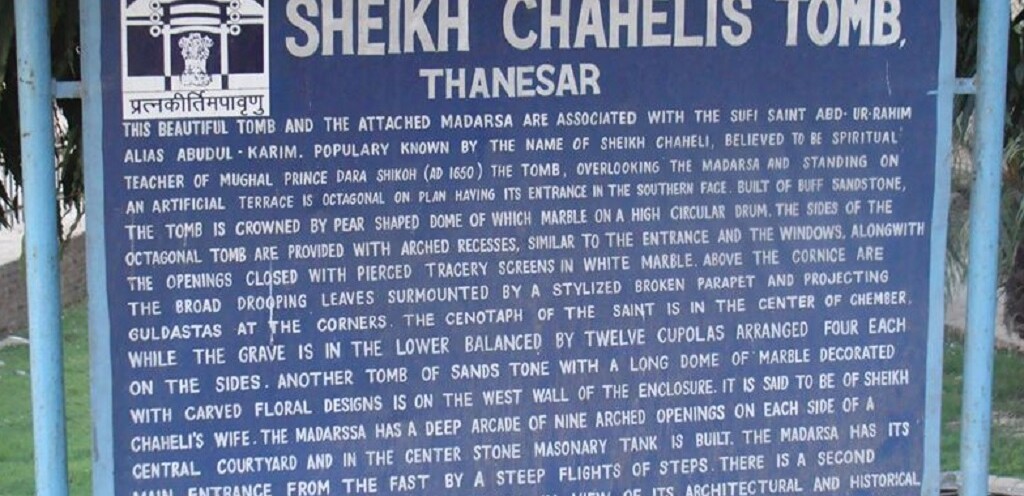 SHEIKH CHAHELIS TOMB,
THANESAR
प्रत्नकीर्तिमपावृणु
THIS BEAUTIFUL TOMB AND THE ATTACHED MADARSA ARE ASSOCIATED WITH THE SUFI SAINT ABD-UR-RAHIM
ALIAS ABUDUL-KARIM. POPULARY KNOWN BY THE NAME OF SHEIKH CHAHELI, BELIEVED TO BE SPIRITUAL
TEACHER OF MUGHAL PRINCE DARA SHIKOH (AD 1650) THE TOMB, OVERLOOKING THE MADARSA AND STANDING ON
AN ARTIFICIAL TERRACE IS OCTAGONAL ON PLAN HAVING ITS ENTRANCE IN THE SOUTHERN FACE. BUILT OF BUFF SANDSTONE,
THE TOMB IS CROWNED BY PEAR SHAPED DOME OF WHICH MARBLE ON A HIGH CIRCULAR DRUM. THE SIDES OF THE
OCTAGONAL TOMB ARE PROVIDED WITH ARCHED RECESSES, SIMILAR TO THE ENTRANCE AND THE WINDOWS. ALONGWITH
THE OPENINGS CLOSED WITH PIERCED TRACERY SCREENS IN WHITE MARBLE. ABOVE THE CORNICE ARE
THE BROAD DROOPING LEAVES SURMOUNTED BY A STYLIZED BROKEN PARAPET AND PROJECTING
GULDASTAS AT THE CORNERS. THE CENOTAPH OF THE SAINT IS IN THE CENTER OF CHEMBER.
WHILE THE GRAVE IS IN THE LOWER BALANCED BY TWELVE CUPOLAS ARRANGED FOUR EACH
ON THE SIDES. ANOTHER TOMB OF SANDS TONE WITH A LONG DOME OF MARBLE DECORATED
WITH CARVED FLORAL DESIGNS IS ON THE WEST WALL OF THE ENCLOSURE. IT IS SAID TO BE OF SHEIKH
CHAHELI'S WIFE. THE MADARSSA HAS A DEEP ARCADE OF NINE ARCHED OPENINGS ON EACH SIDE OF A
CENTRAL COURTYARD AND IN THE CENTER STONE MASONARY TANK IS BUILT. THE MADARSA HAS ITS
MAIN ENTRANCE FROM THE FAST BY A STEEP FLIGHTS OF STEPS. THERE IS A SECOND
VIEW OF ITS ARCHITECTURAL AND HISTORICAL